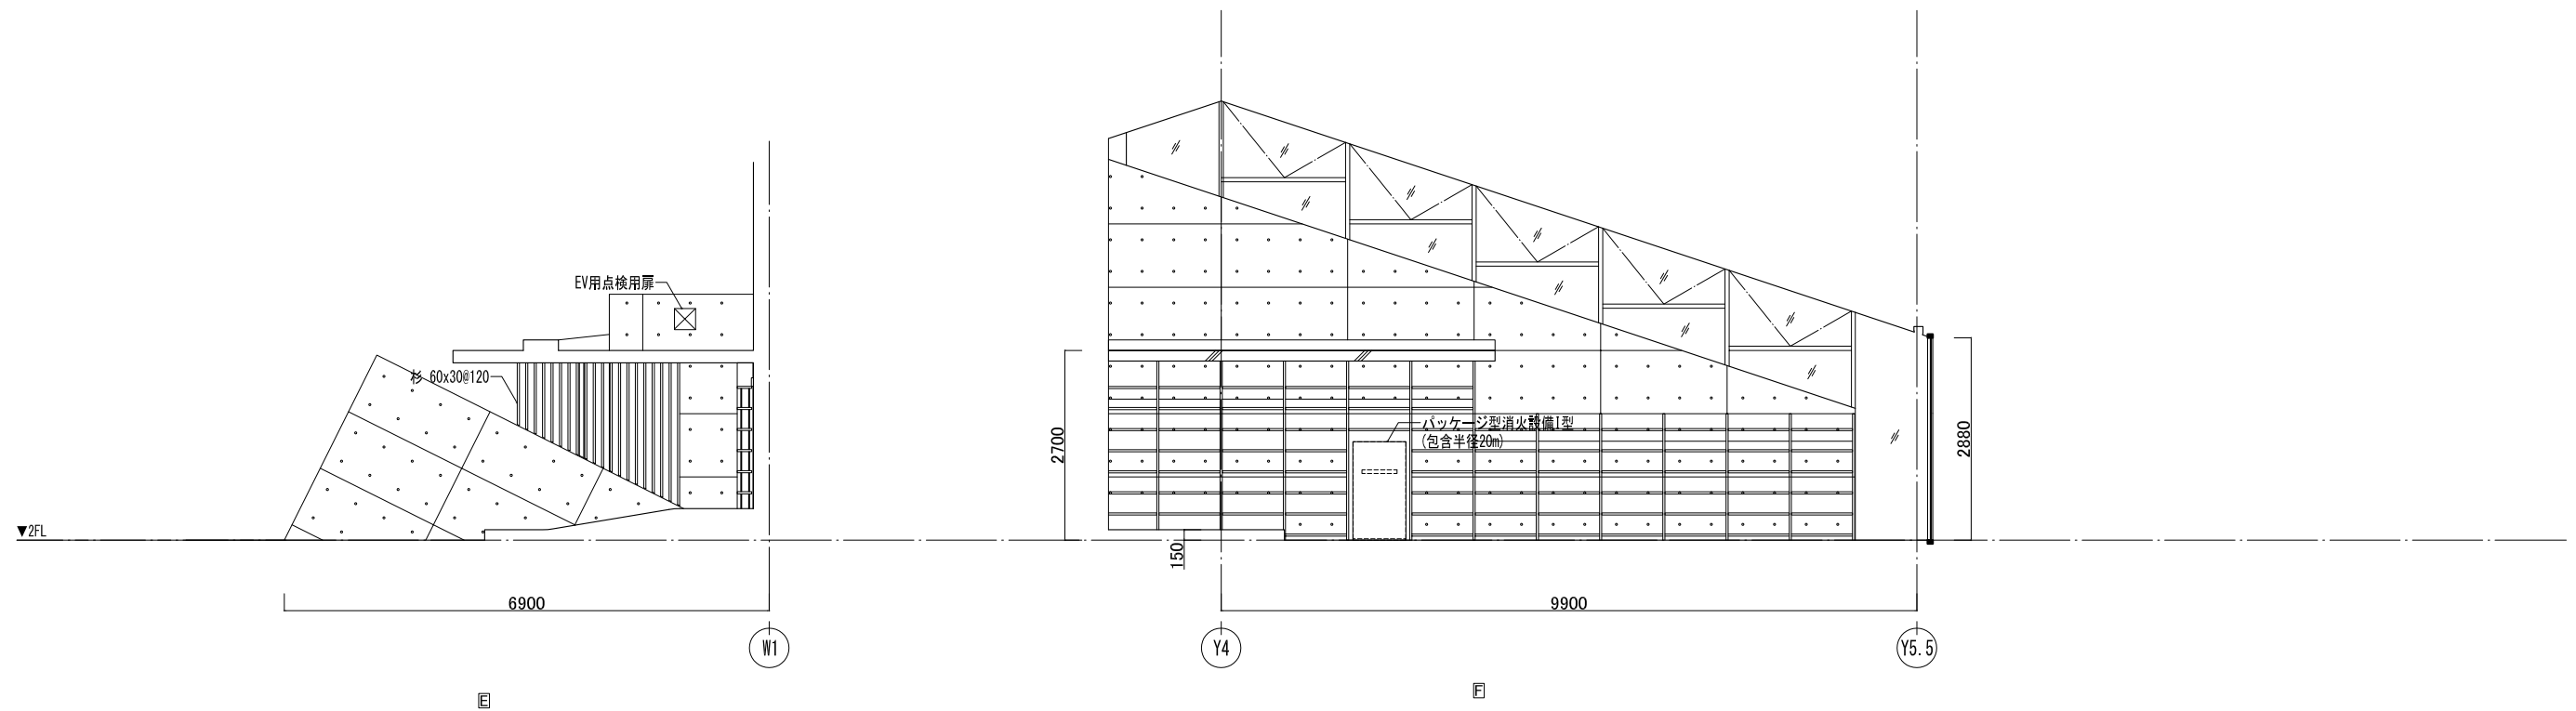 EV用点検用扉
杉 60x30@120
▼2FL
6900
W1
E
2700
150
パッケージ型消火設備I型
(包含半径20m)
2880
9900
Y4
Y5.5
F